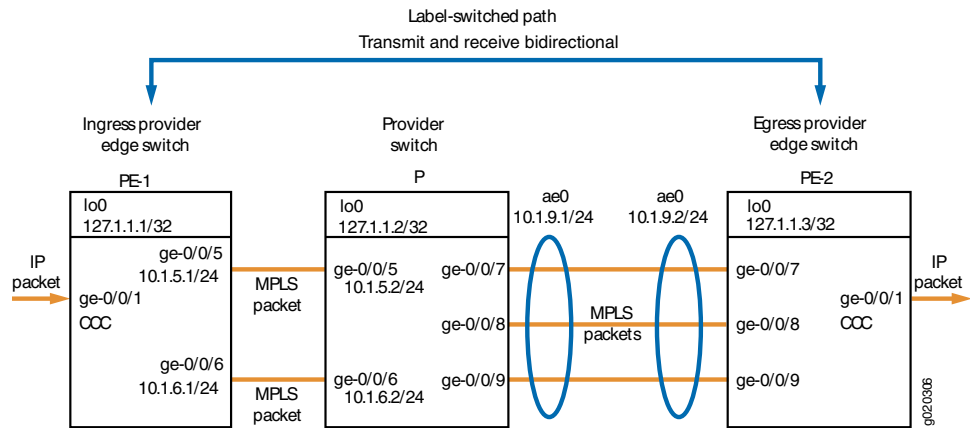 Label-switched path
Transmit and receive bidirectional
Ingress provider
edge switch
Provider
switch
Egress provider
edge switch
PE-1
P
PE-2
lo0
127.1.1.1/32
lo0
127.1.1.2/32
ae0
10.1.9.1/24
ae0
10.1.9.2/24
lo0
127.1.1.3/32
IP
packet
ge-0/0/1
CCC
ge-0/0/5
10.1.5.1/24
ge-0/0/6
10.1.6.1/24
MPLS
packet
MPLS
packet
ge-0/0/5
10.1.5.2/24
ge-0/0/6
10.1.6.2/24
ge-0/0/7
ge-0/0/8
ge-0/0/9
MPLS
packets
ge-0/0/7
ge-0/0/8
ge-0/0/9
ge-0/0/1
CCC
IP
packet
g020306